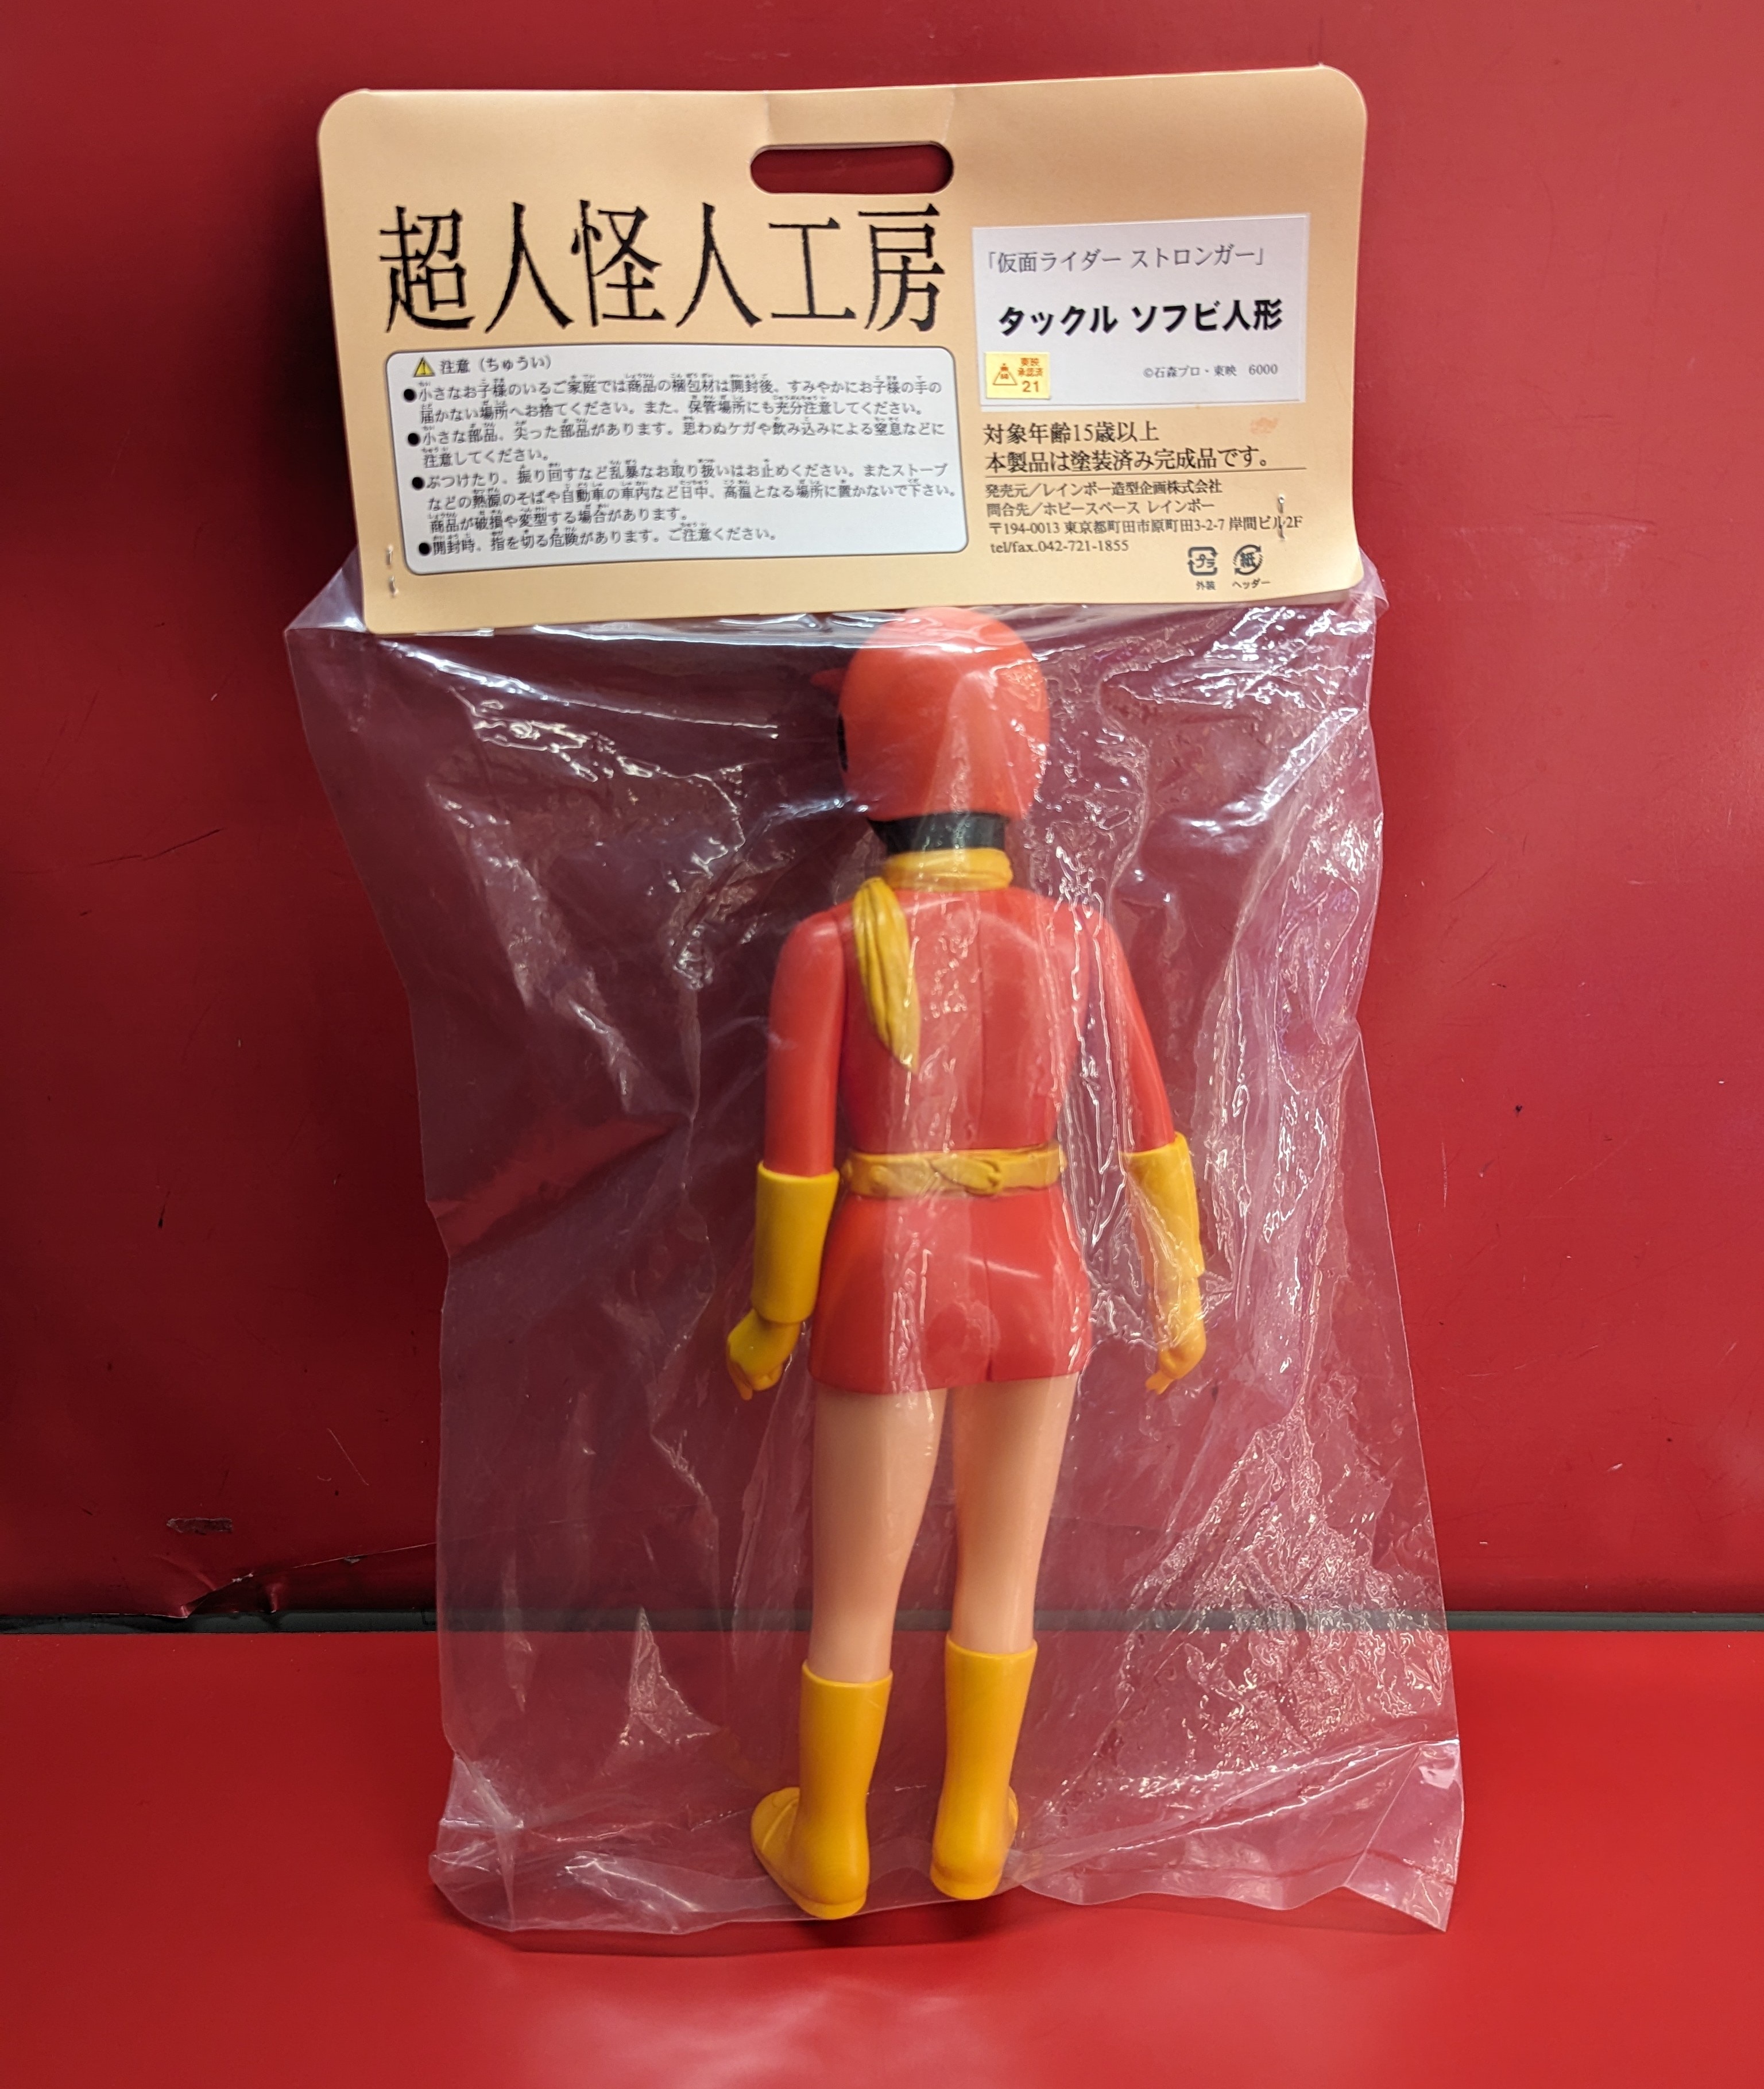 超人怪人工房
「仮面ライダー ストロンガー」
タックル ソフビ人形
東映
承認済
21
©石森プロ・東映 6000
注意(ちゅうい)
●小さなお子様のいるご家庭では商品の梱包材は開封後、すみやかにお子様の手の
届かない場所へお捨てください。また、保管場所にも充分注意してください。
●小さな部品、尖った部品があります。思わぬケガや飲み込みによる窒息などに
注意してください。
●ぶつけたり、振り回すなど乱暴なお取り扱いはお止めください。またストーブ
などの熱源のそばや自動車の車内など日中、高温となる場所に置かないで下さい。
商品が破損や変型する場合があります。
●開封時、指を切る危険があります。ご注意ください。
対象年齢15歳以上
本製品は塗装済み完成品です。
発売元/レインボー造型企画株式会社
問合先/ホビースペース レインボー
〒194-0013 東京都町田市原町田3-2-7 岸間ビル2F
tel/fax.042-721-1855
プラ
外装
紙
ヘッダー